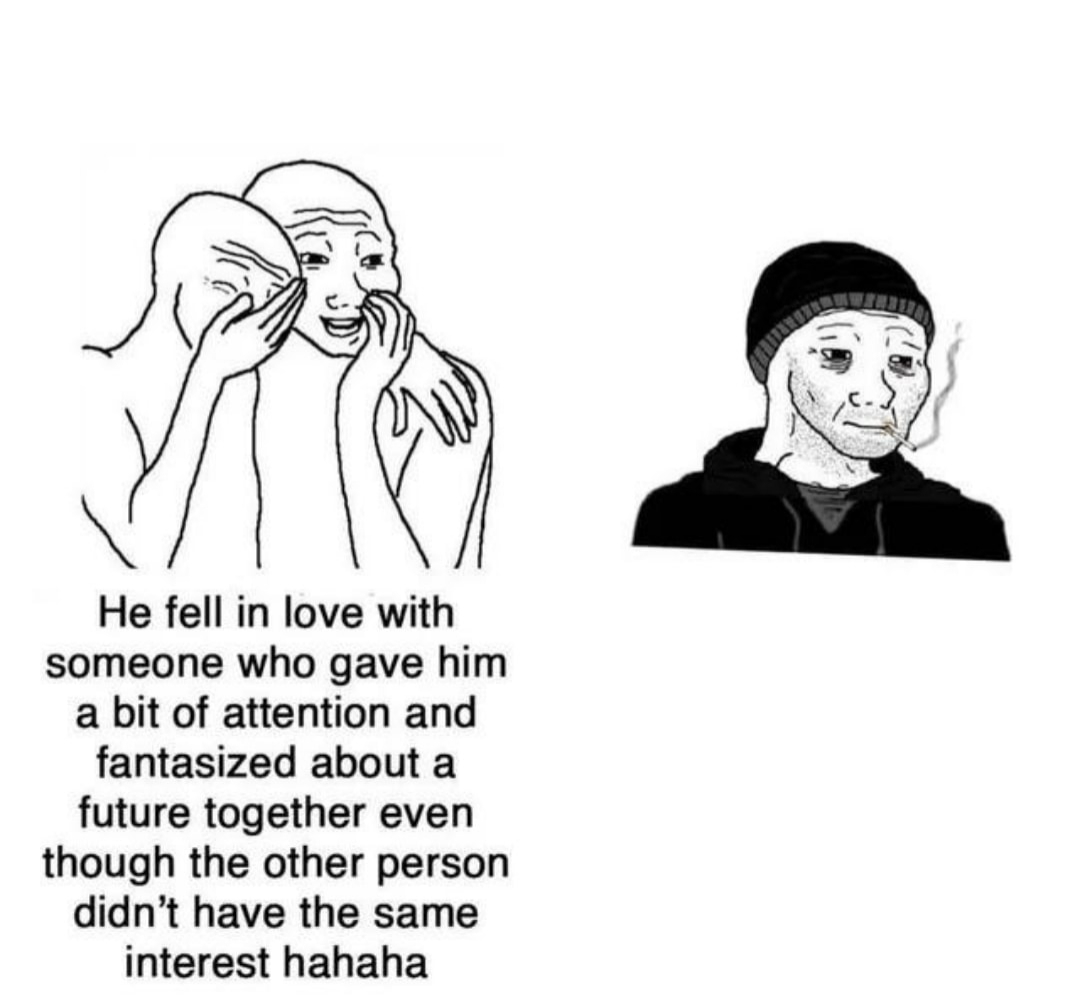 He fell in love with
someone who gave him
a bit of attention and
fantasized about a
future together even
though the other person
didn't have the same
interest hahaha